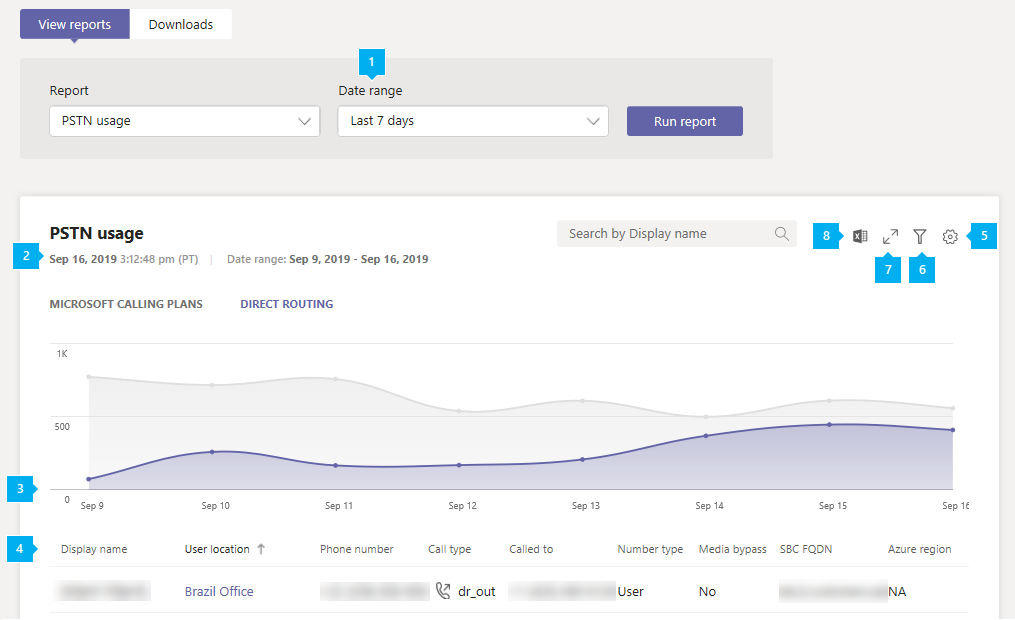 View reports Downloads
1
Report Date range
PSTN usage Last 7 days Run report
PSTN usage Search by Display name 8 5
2 Sep 16, 2019 3:12:48 pm (PT) | Date range: Sep 9, 2019 - Sep 16, 2019 7 6
MICROSOFT CALLING PLANS DIRECT ROUTING
1K
500
3 0
Sep 9 Sep 10 Sep 11 Sep 12 Sep 13 Sep 14 Sep 15 Sep 16
4 Display name User location Phone number Call type Called to Number type Media bypass SBC FQDN Azure region
Brazil Office dr_out User No NA